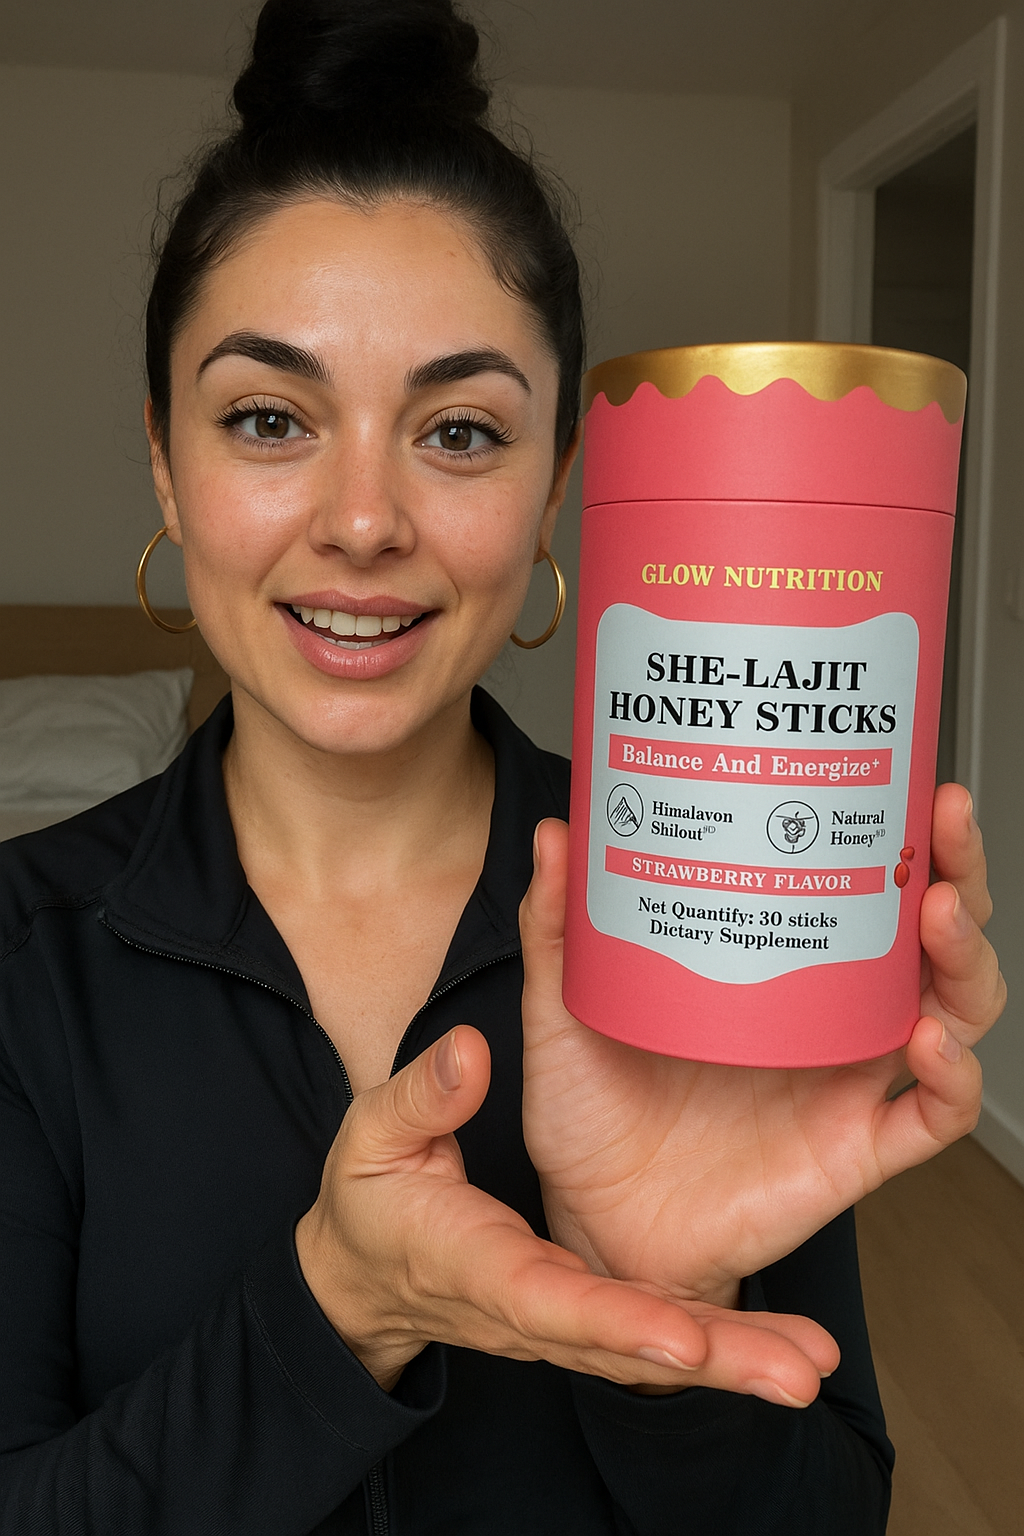 GLOW NUTRITION
SHE-LAJIT
HONEY STICKS
Balance And Energize+
Himalavon
Shilout
Natural
Honey
STRAWBERRY FLAVOR
Net Quantify: 30 sticks
Dictary Supplement